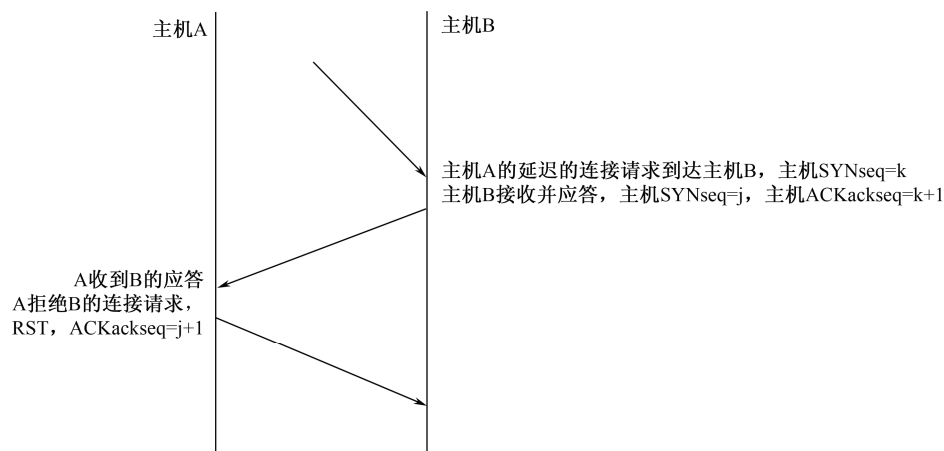 主机A
主机B
主机A的延迟的连接请求到达主机B，主机SYNseq=k
主机B接收并应答，主机SYNseq=j，主机ACKackseq=k+1
A收到B的应答
A拒绝B的连接请求，
RST，ACKackseq=j+1